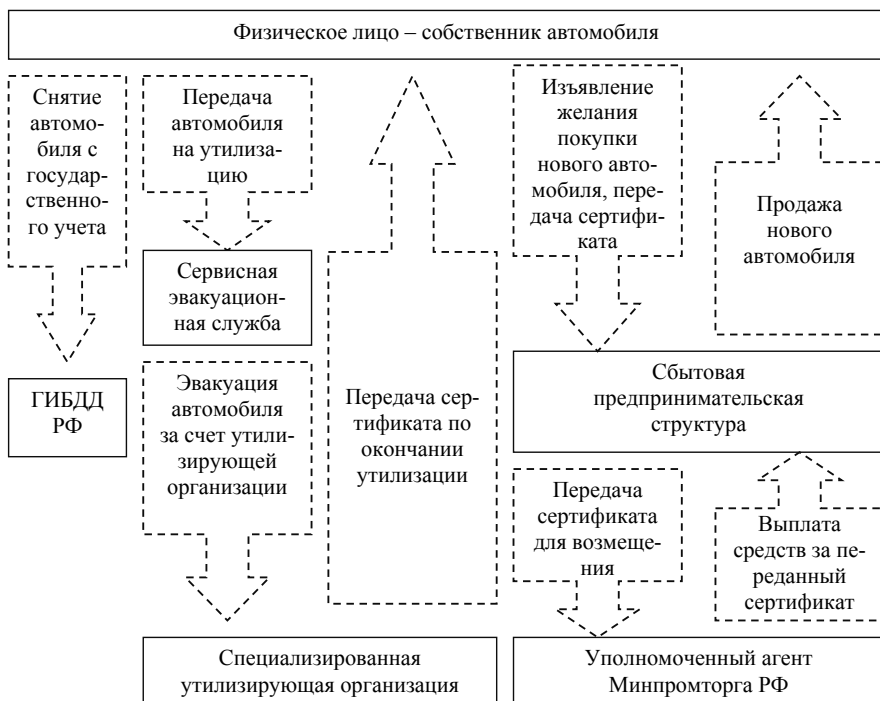 Физическое лицо – собственник автомобиля
Снятие
автомо-
биля с
государ-
ственно-
го учета
Передача
автомобиля
на утилиза-
цию
Сервисная
эвакуацион-
ная служба
ГИБДД
РФ
Эвакуация
автомобиля
за счет утили-
зирующей
организации
Передача сер-
тификата по
окончании
утилизации
Изъявление
желания
покупки
нового авто-
мобиля, пере-
дача сертифи-
ката
Продажа
нового
автомобиля
Сбытовая
предпринимательская
структура
Передача
сертификата
для возмеще-
ния
Выплата
средств за пе-
реданный
сертификат
Специализированная
утилизирующая организация
Уполномоченный агент
Минпромторга РФ